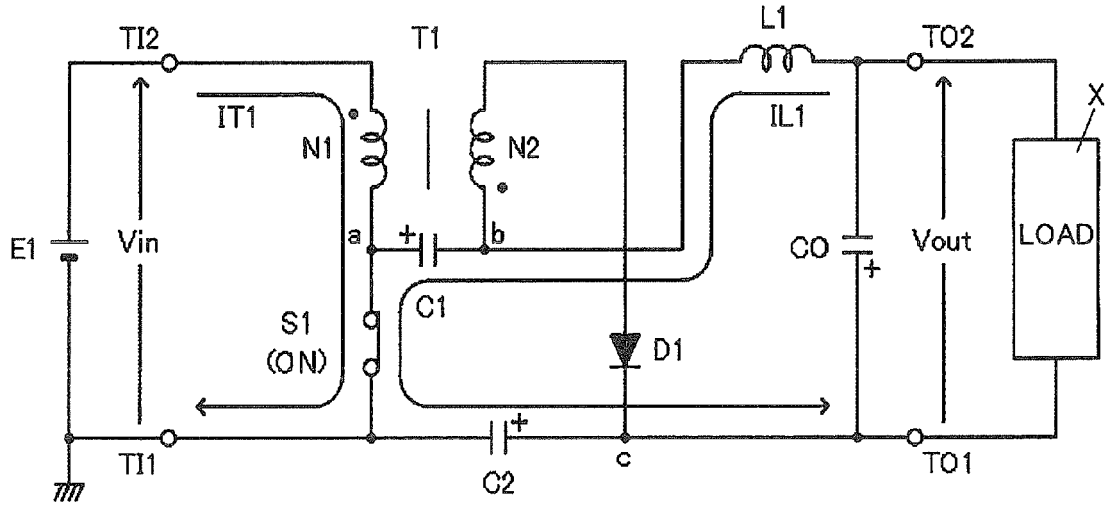 TI2
T1
L1
TO2
X
IT1
IL1
N1
N2
E1
Vin
a
+
b
CO
+
Vout
LOAD
C1
S1
(ON)
D1
+
TI1
C2
c
TO1